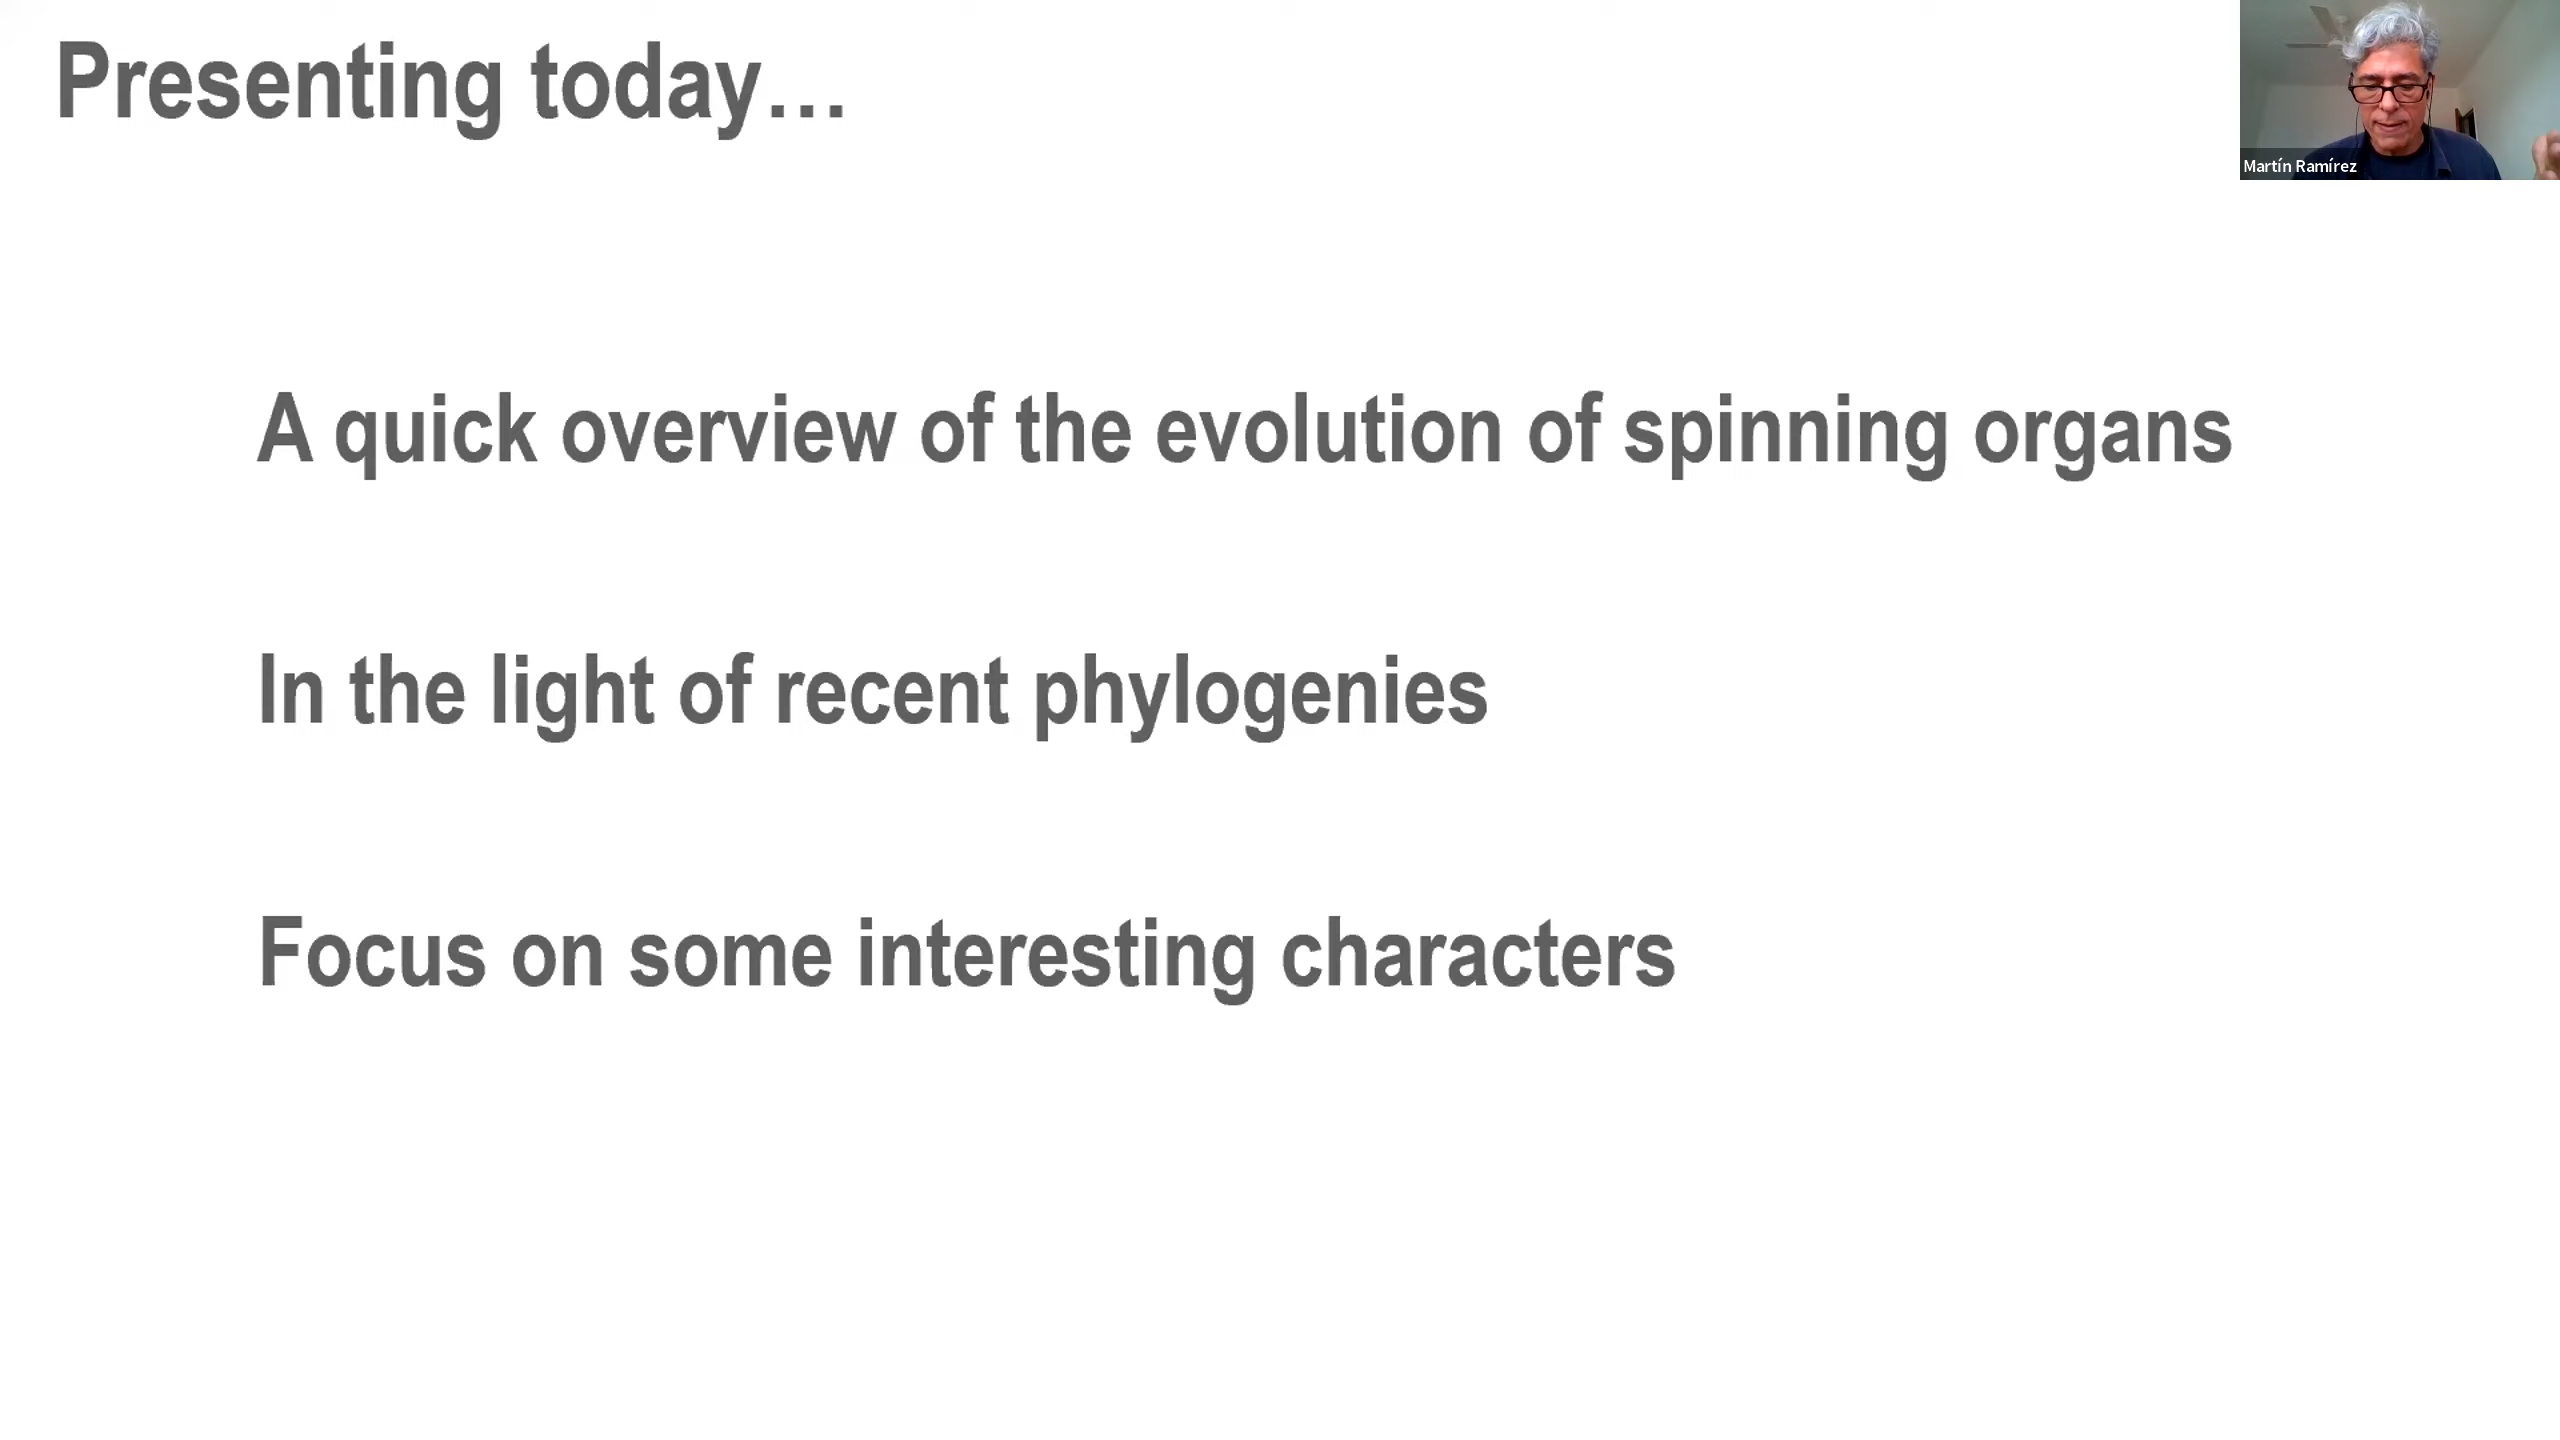 Presenting today…
Martín Ramírez
A quick overview of the evolution of spinning organs
In the light of recent phylogenies
Focus on some interesting characters